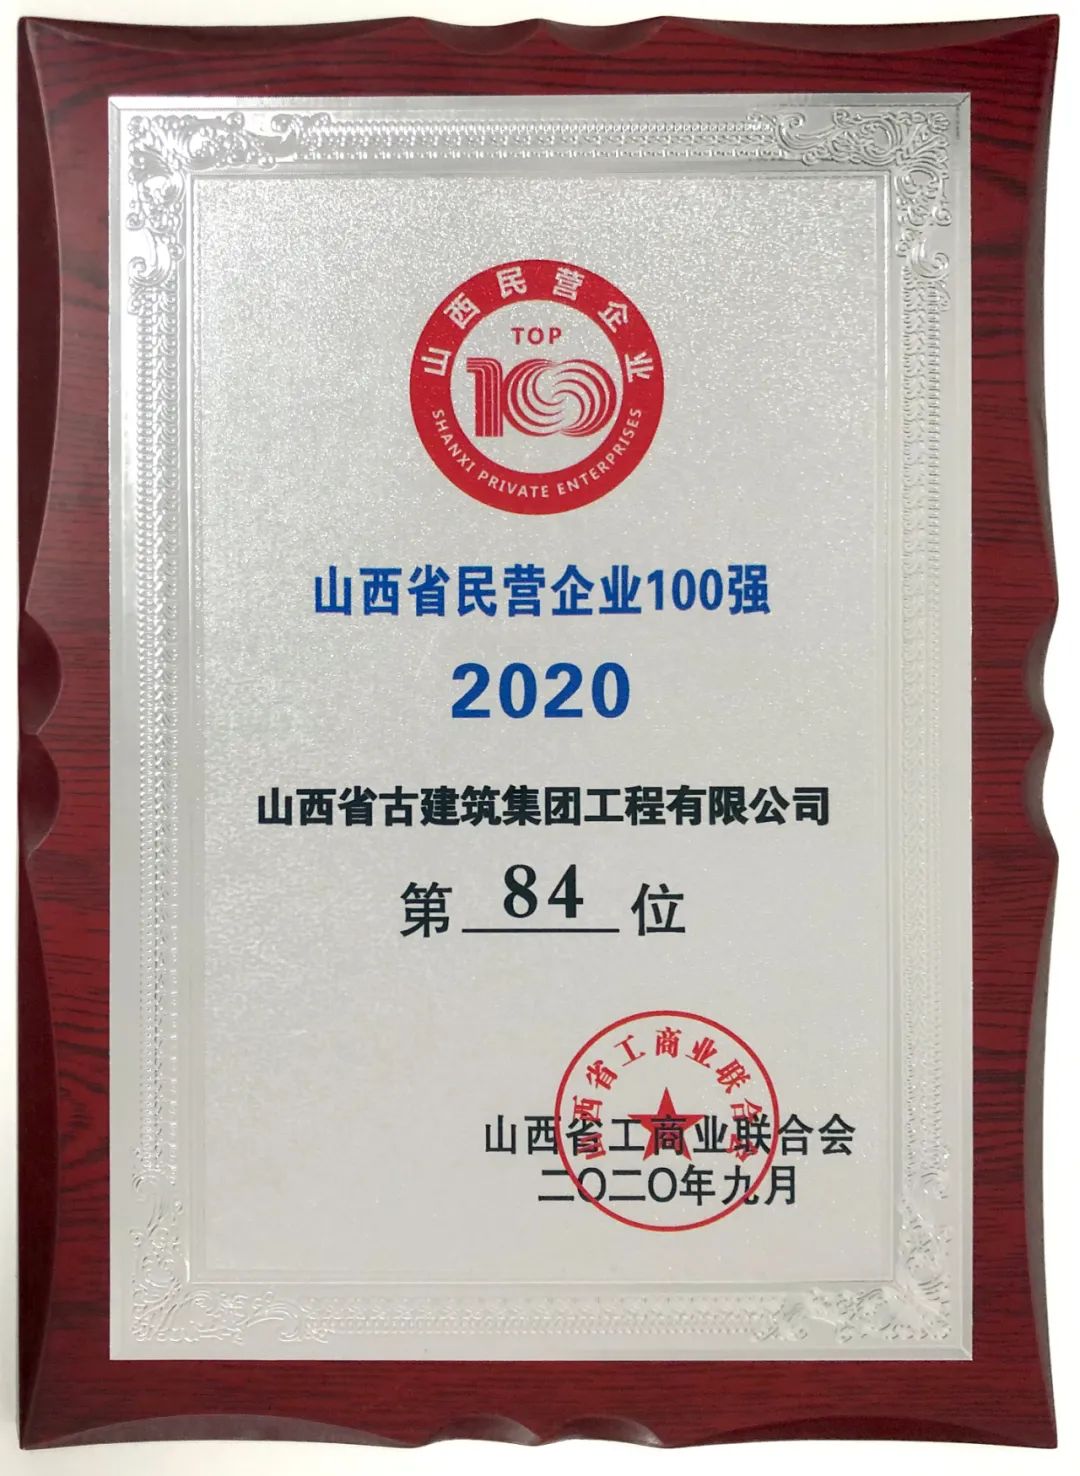 山西民营企业
TOP
100
SHANXI PRIVATE ENTERPRISES
山西省民营企业100强
2020
山西省古建筑集团工程有限公司
第 84 位
山西省工商业联合会
山西省工商业联合会
二〇二〇年九月